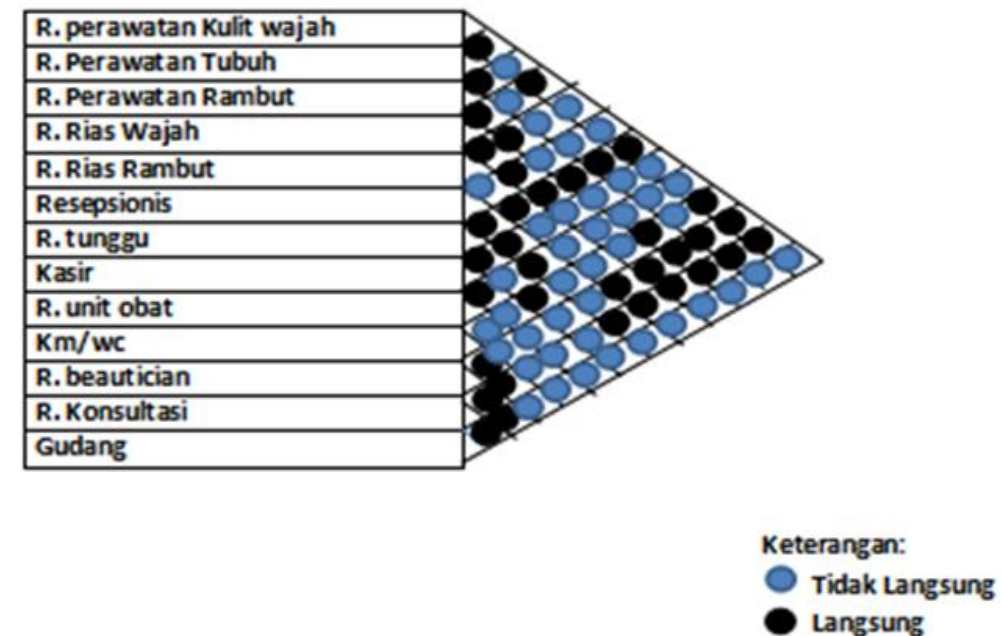 R. perawatan Kulit wajah
R. Perawatan Tubuh
R. Perawatan Rambut
R. Rias Wajah
R. Rias Rambut
Resepsionis
R. tunggu
Kasir
R. unit obat
Km/wc
R. beautician
R. Konsultasi
Gudang
Keterangan:
Tidak Langsung
Langsung